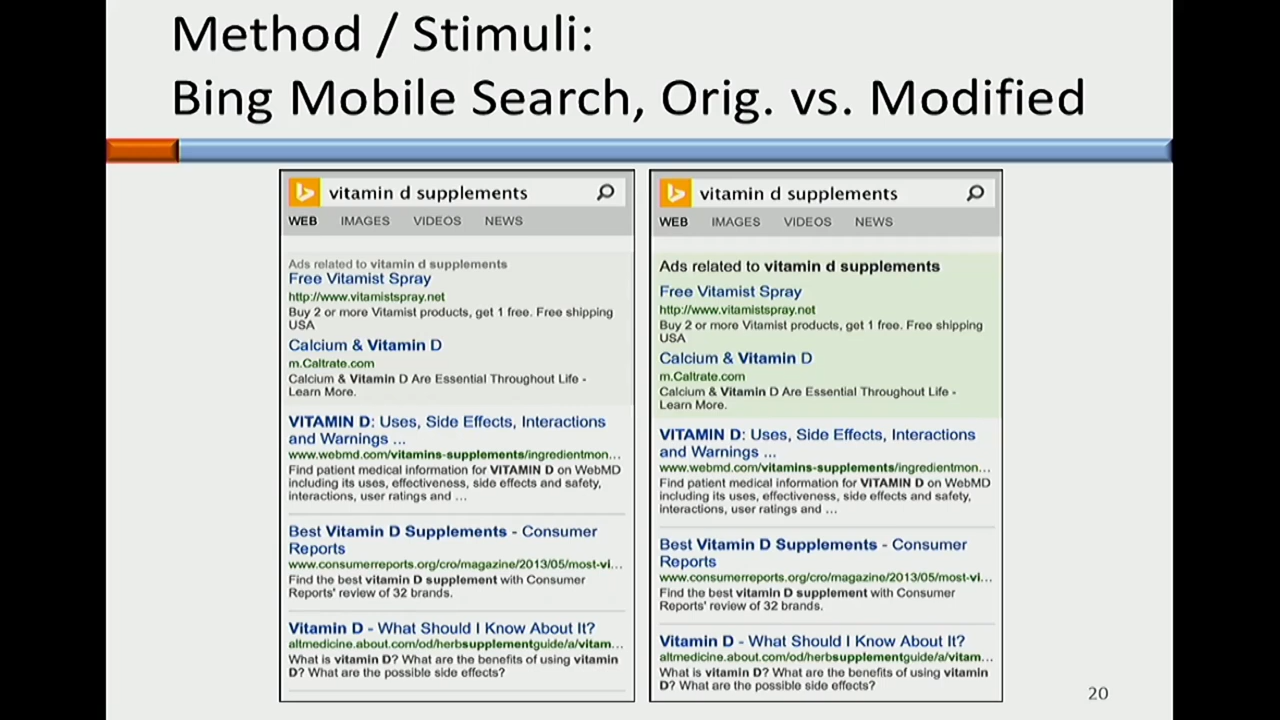 Method / Stimuli:
Bing Mobile Search, Orig. vs. Modified
vitamin d supplements
WEB IMAGES VIDEOS NEWS
Ads related to vitamin d supplements
Free Vitamist Spray
http://www.vitamistspray.net
Buy 2 or more Vitamist products, get 1 free. Free shipping
USA
Calcium & Vitamin D
m.Caltrate.com
Calcium & Vitamin D Are Essential Throughout Life -
Learn More.
VITAMIN D: Uses, Side Effects, Interactions
and Warnings ...
www.webmd.com/vitamins-supplements/ingredientmon...
Find patient medical information for VITAMIN D on WebMD
including its uses, effectiveness, side effects and safety,
interactions, user ratings and ...
Best Vitamin D Supplements - Consumer
Reports
www.consumerreports.org/cro/magazine/2013/05/most-vi...
Find the best vitamin D supplement with Consumer
Reports' review of 32 brands.
Vitamin D - What Should I Know About It?
altmedicine.about.com/od/herbsupplementguide/a/vitam...
What is vitamin D? What are the benefits of using vitamin
D? What are the possible side effects?
vitamin d supplements
WEB IMAGES VIDEOS NEWS
Ads related to vitamin d supplements
Free Vitamist Spray
http://www.vitamistspray.net
Buy 2 or more Vitamist products, get 1 free. Free shipping
USA
Calcium & Vitamin D
m.Caltrate.com
Calcium & Vitamin D Are Essential Throughout Life -
Learn More.
VITAMIN D: Uses, Side Effects, Interactions
and Warnings ...
www.webmd.com/vitamins-supplements/ingredientmon...
Find patient medical information for VITAMIN D on WebMD
including its uses, effectiveness, side effects and safety,
interactions, user ratings and ...
Best Vitamin D Supplements - Consumer
Reports
www.consumerreports.org/cro/magazine/2013/05/most-vi...
Find the best vitamin D supplement with Consumer
Reports' review of 32 brands.
Vitamin D - What Should I Know About It?
altmedicine.about.com/od/herbsupplementguide/a/vitam...
What is vitamin D? What are the benefits of using vitamin
D? What are the possible side effects?
20